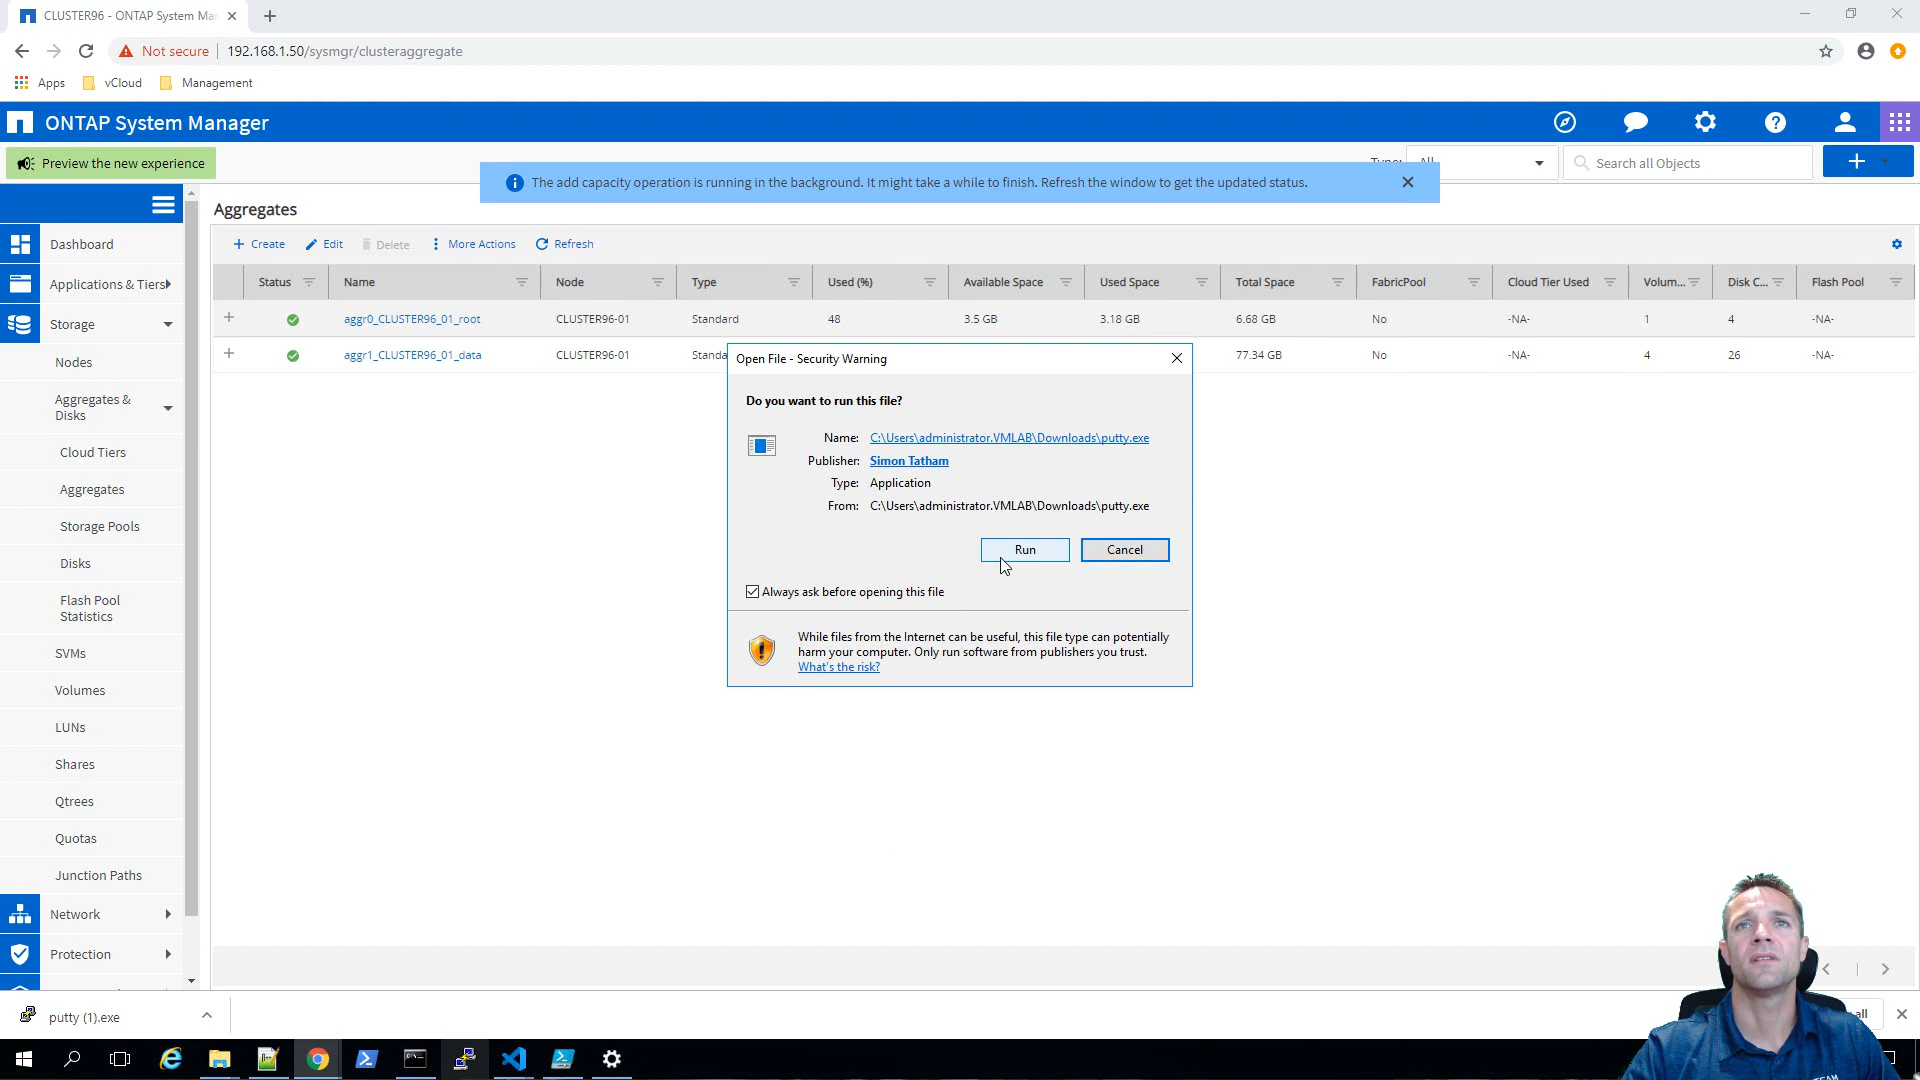 CLUSTER96 - ONTAP System Ma
Not secure
192.168.1.50/sysmgr/clusteraggregate
Apps
vCloud
Management
ONTAP System Manager
Preview the new experience
Type:
All
Search all Objects
The add capacity operation is running in the background. It might take a while to finish. Refresh the window to get the updated status.
Aggregates
Create
Edit
Delete
More Actions
Refresh
Status
Name
Node
Type
Used (%)
Available Space
Used Space
Total Space
FabricPool
Cloud Tier Used
Volum...
Disk C...
Flash Pool
aggr0_CLUSTER96_01_root
CLUSTER96-01
Standard
48
3.5 GB
3.18 GB
6.68 GB
No
-NA-
1
4
-NA-
aggr1_CLUSTER96_01_data
CLUSTER96-01
Standa
77.34 GB
No
-NA-
4
26
-NA-
Dashboard
Applications & Tiers
Storage
Nodes
Aggregates &
Disks
Cloud Tiers
Aggregates
Storage Pools
Disks
Flash Pool
Statistics
SVMs
Volumes
LUNs
Shares
Qtrees
Quotas
Junction Paths
Network
Protection
Open File - Security Warning
Do you want to run this file?
Name: C:\Users\administrator.VMLAB\Downloads\putty.exe
Publisher: Simon Tatham
Type: Application
From: C:\Users\administrator.VMLAB\Downloads\putty.exe
Run
Cancel
Always ask before opening this file
While files from the Internet can be useful, this file type can potentially
harm your computer. Only run software from publishers you trust.
What's the risk?
putty (1).exe
all